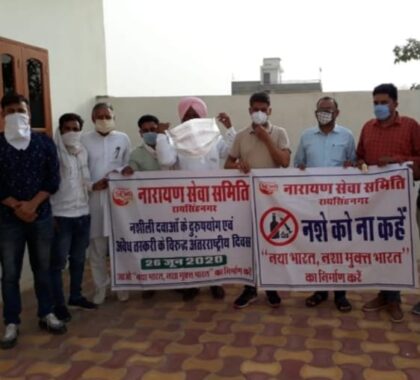 नारायण सेवा समिति
रायसिंहनगर
नशीली दवाओं के दुरुपयोग एवं
अवैध तस्करी के विरुद्ध अंतरराष्ट्रीय दिवस
26 जून 2020
"नया भारत, नशा मुक्त भारत" का निर्माण करें
नारायण सेवा समिति
रायसिंहनगर
नशे को ना कहें
"नया भारत, नशा मुक्त भारत"
का निर्माण करें